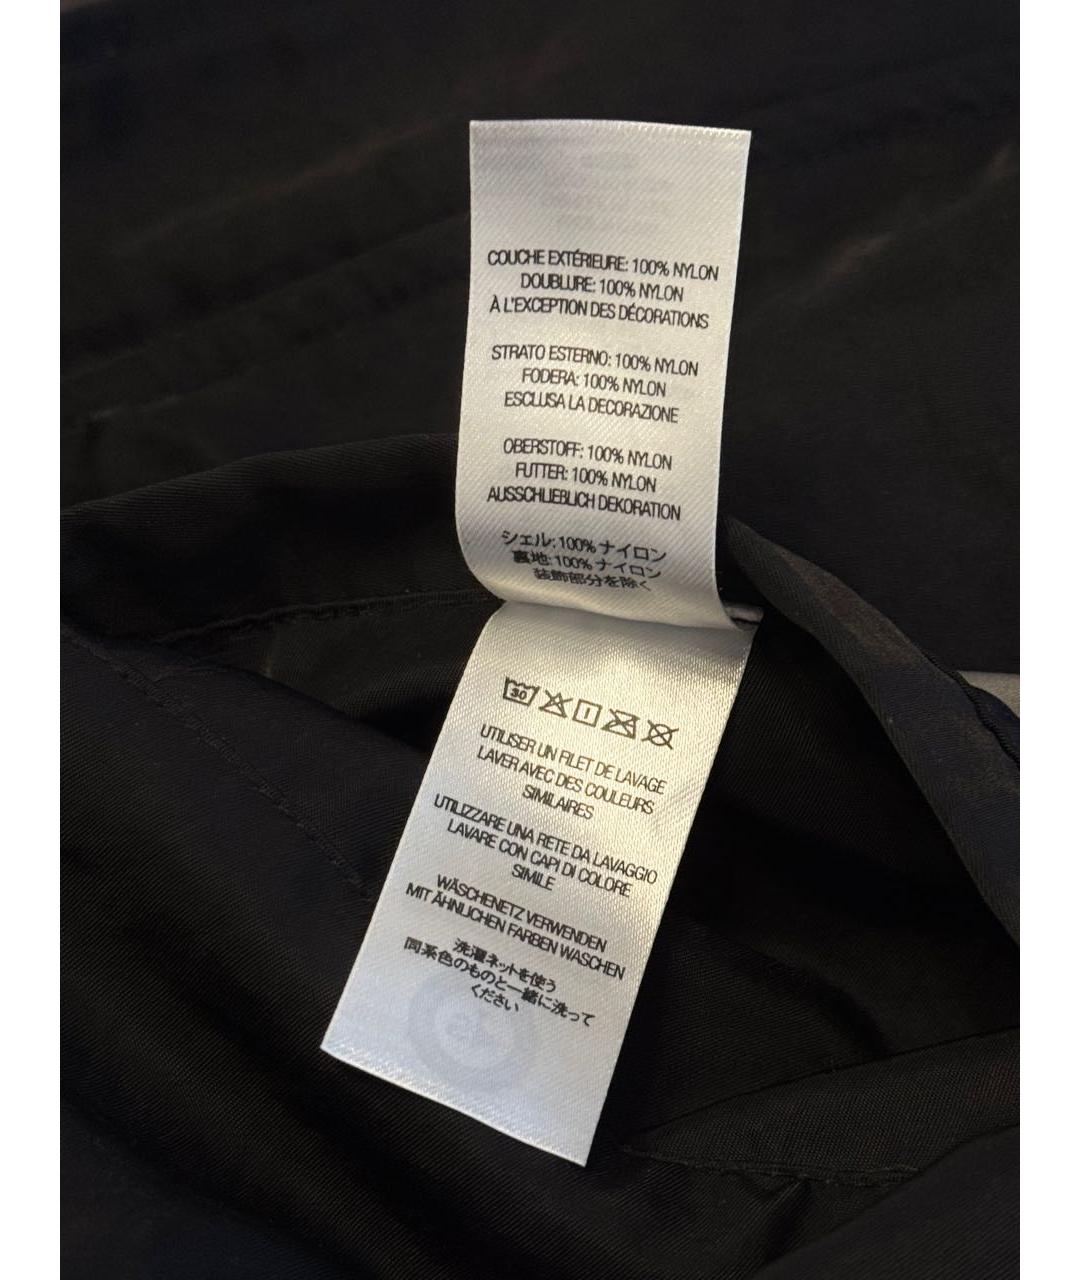 COUCHE EXTÉRIEURE: 100% NYLON
DOUBLURE: 100% NYLON
À L'EXCEPTION DES DÉCORATIONS
STRATO ESTERNO: 100% NYLON
FODERA: 100% NYLON
ESCLUSA LA DECORAZIONE
OBERSTOFF: 100% NYLON
FUTTER: 100% NYLON
AUSSCHLIEBLICH DEKORATION
シェル: 100% ナイロン
裏地: 100% ナイロン
装飾部分を除く
30
UTILISER UN FILET DE LAVAGE
LAVER AVEC DES COULEURS
SIMILAIRES
UTILIZZARE UNA RETE DA LAVAGGIO
LAVARE CON CAPI DI COLORE
SIMILE
WÄSCHENETZ VERWENDEN
MIT ÄHNLICHEN FARBEN WASCHEN
洗濯ネットを使う
同系色のものと一緒に洗って
ください